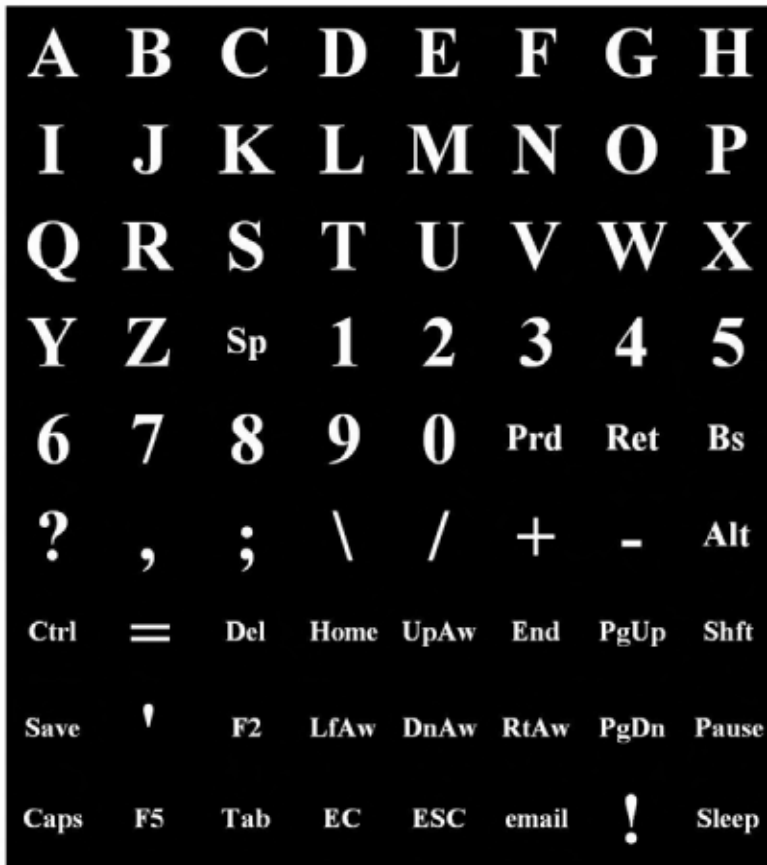 A B C D E F G H
I J K L M N O P
Q R S T U V W X
Y Z Sp 1 2 3 4 5
6 7 8 9 0 Prd Ret Bs
? , ; \ / + - Alt
Ctrl = Del Home UpAw End PgUp Shft
Save ' F2 LfAw DnAw RtAw PgDn Pause
Caps F5 Tab EC ESC email ! Sleep